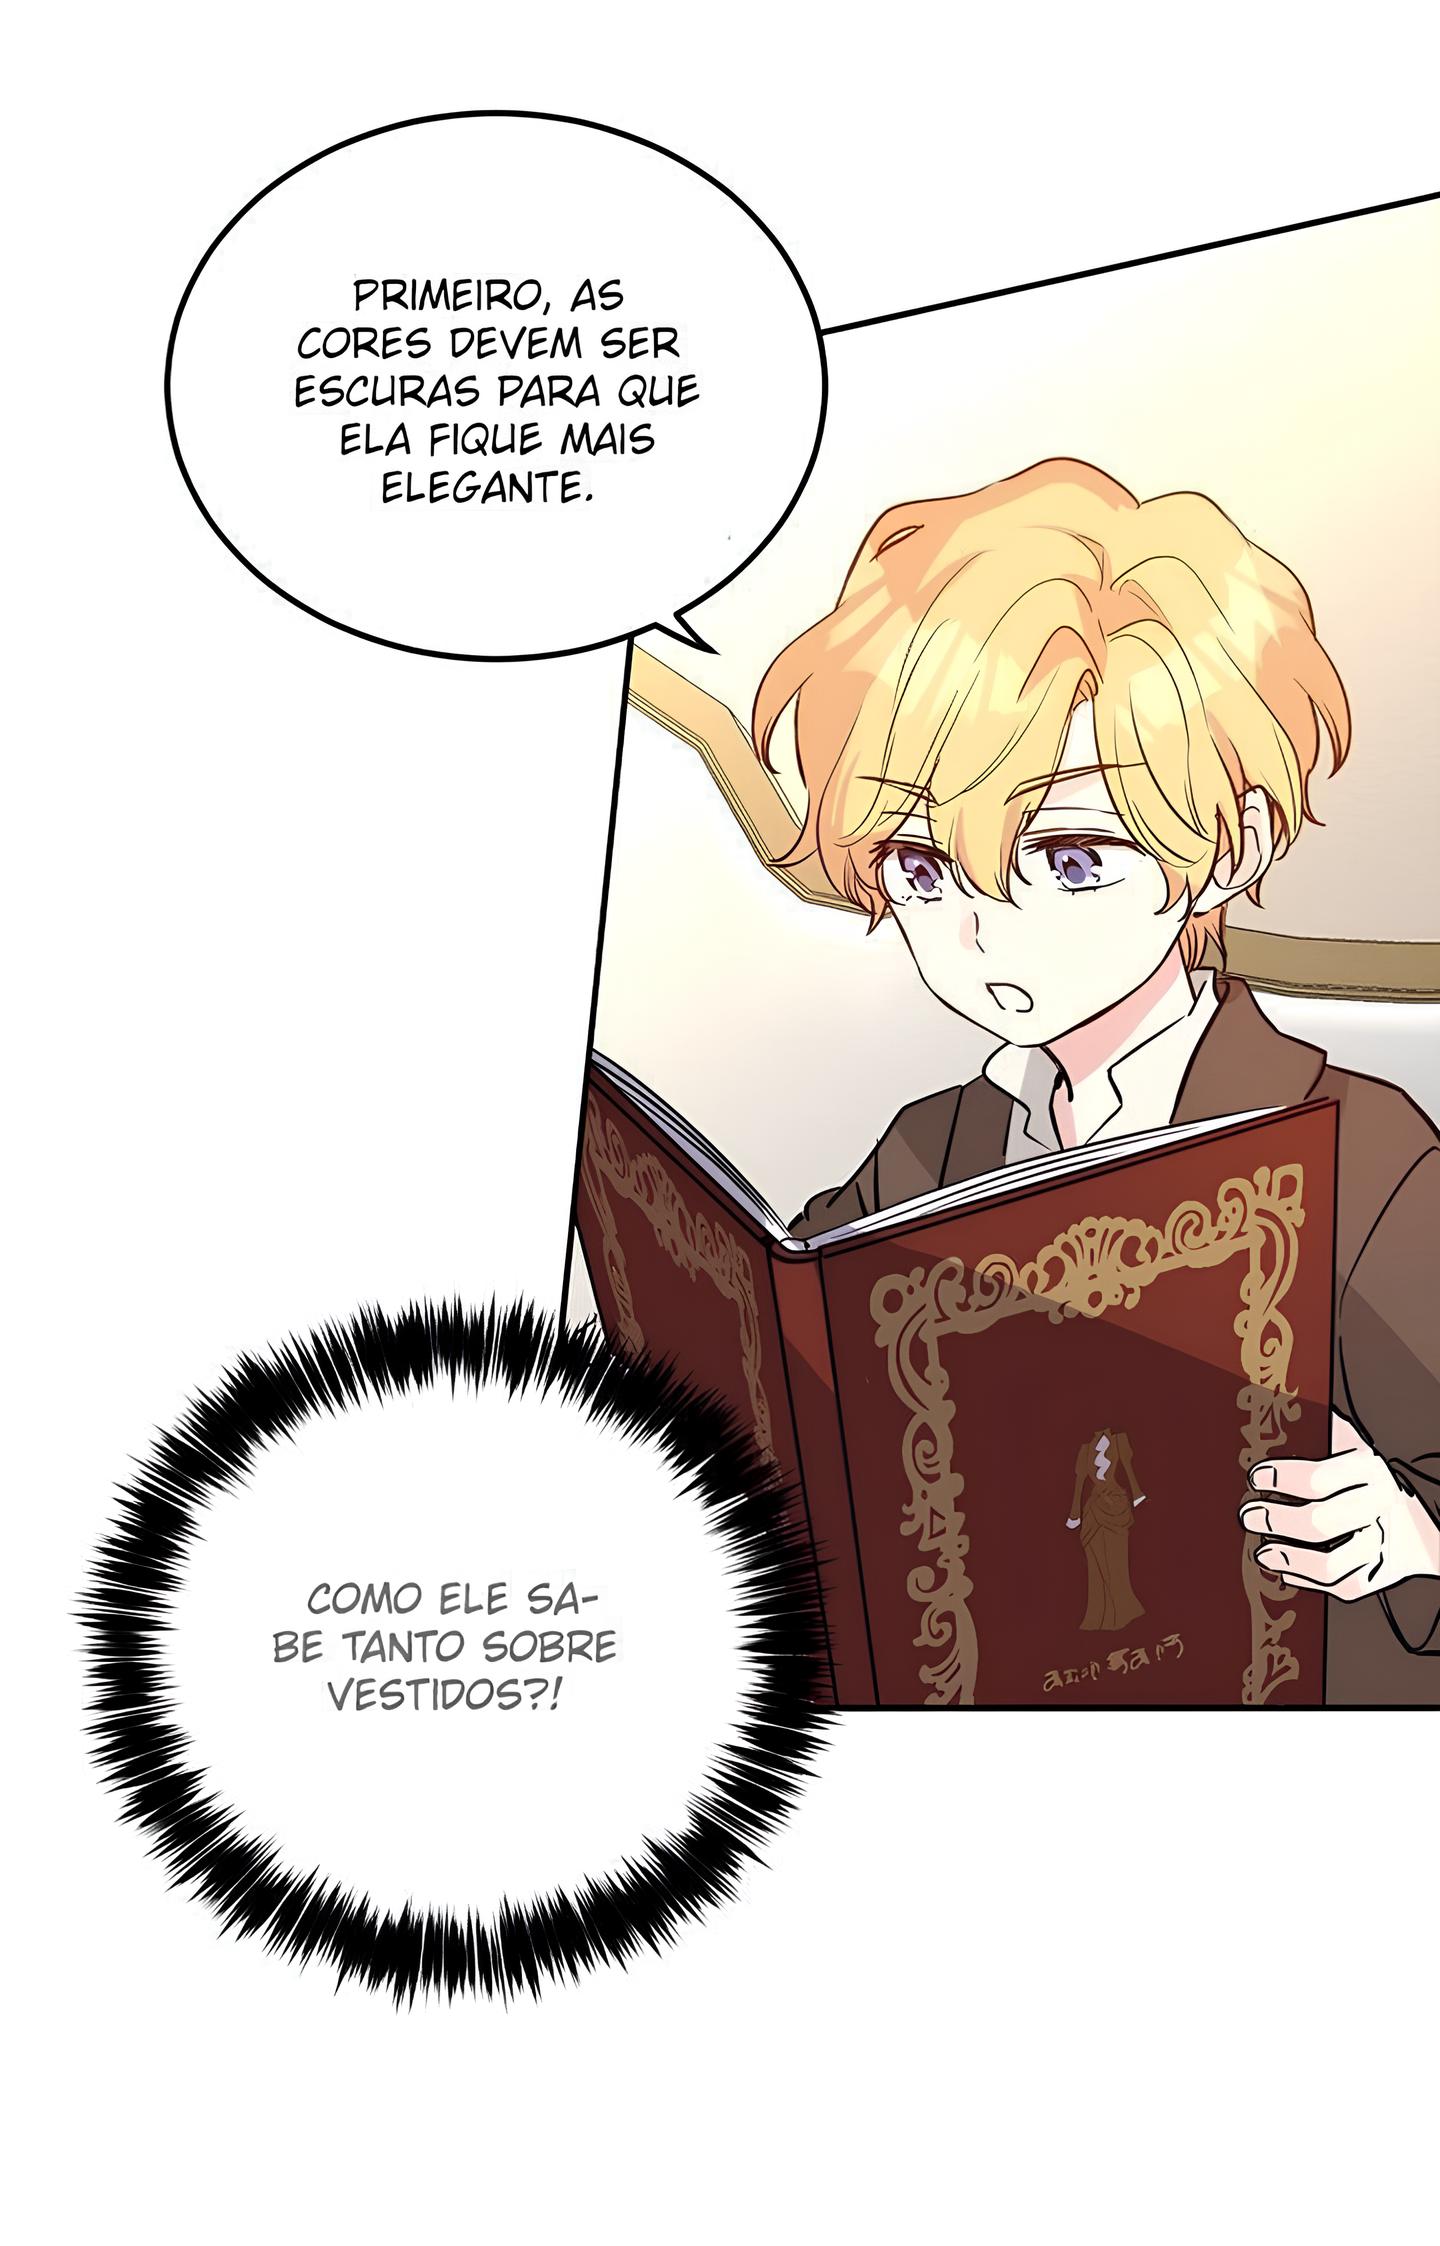 PRIMEIRO, AS
CORES DEVEM SER
ESCURAS PARA QUE
ELA FIQUE MAIS
ELEGANTE.
COMO ELE SA-
BE TANTO SOBRE
VESTIDOS?!